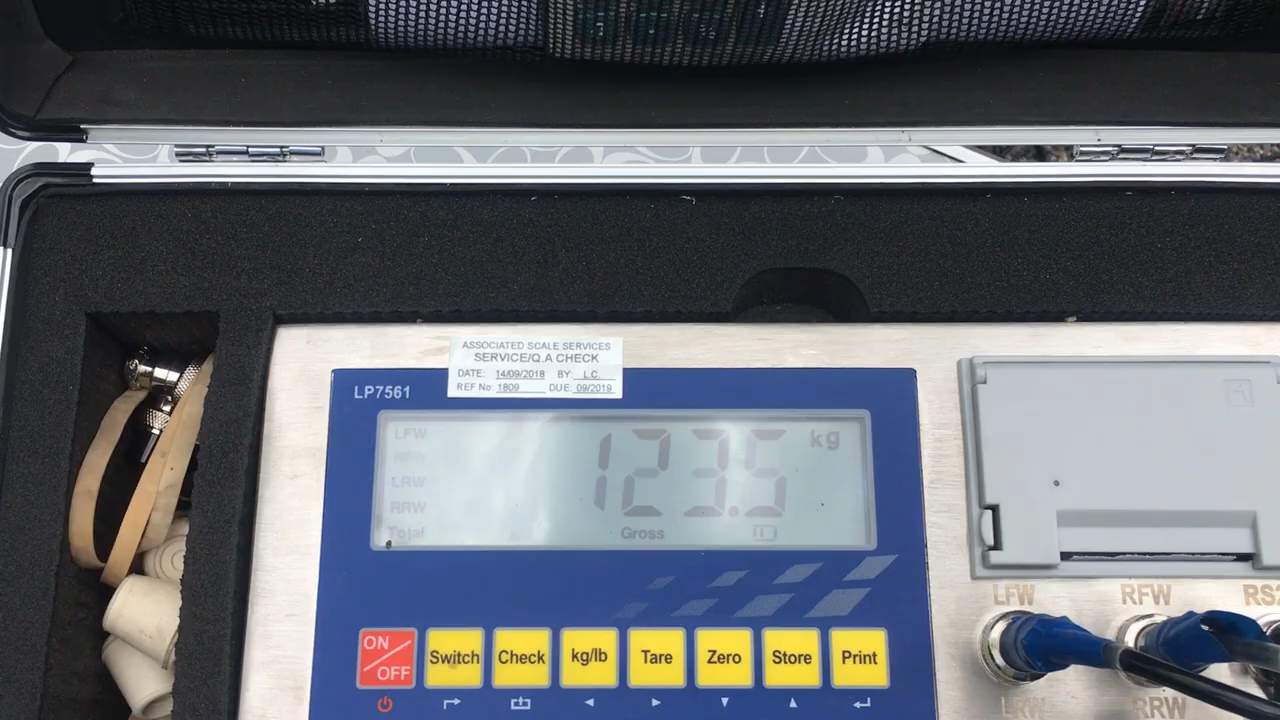 ASSOCIATED SCALE SERVICES
SERVICE/Q.A CHECK
DATE: 14/09/2018 BY: L.C.
REF No: 1809 DUE: 09/2019
LP7561
LFW
RFW
LRW
RRW
Total
123.5 kg
Gross
ON OFF
Switch
Check
kg/lb
Tare
Zero
Store
Print
LFW
RFW
LRW
RRW